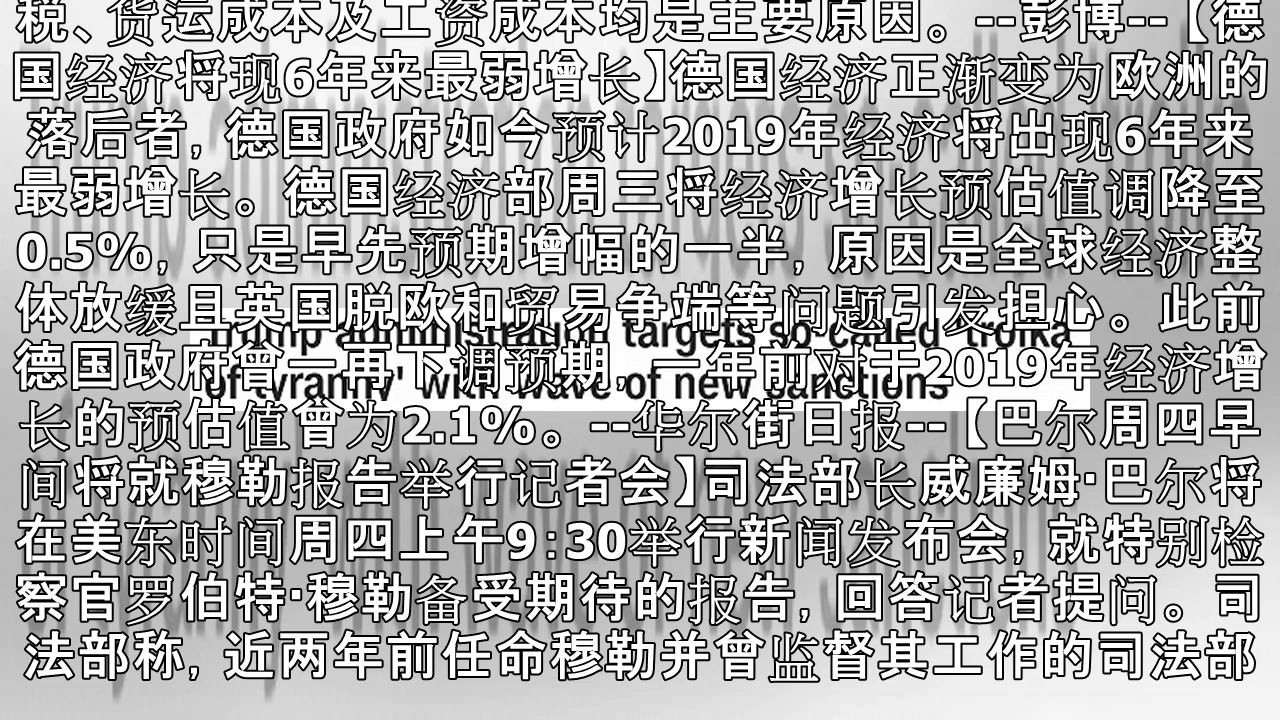 税、货运成本及工资成本均是主要原因。--彭博--【德
国经济将现6年来最弱增长】德国经济正渐变为欧洲的
落后者, 德国政府如今预计2019年经济将出现6年来
最弱增长。德国经济部周三将经济增长预估值调降至
0.5%, 只是早先预期增幅的一半, 原因是全球经济整
体放缓且英国脱欧和贸易争端等问题引发担心。此前
Trump administration targets so-called 'troika
德国政府曾一再下调预期, 一年前对于2019年经济增
of tyranny' with wave of new sanctions
长的预估值曾为2.1%。--华尔街日报--【巴尔周四早
间将就穆勒报告举行记者会】司法部长威廉姆·巴尔将
在美东时间周四上午9:30举行新闻发布会, 就特别检
察官罗伯特·穆勒备受期待的报告, 回答记者提问。司
法部称, 近两年前任命穆勒并曾监督其工作的司法部